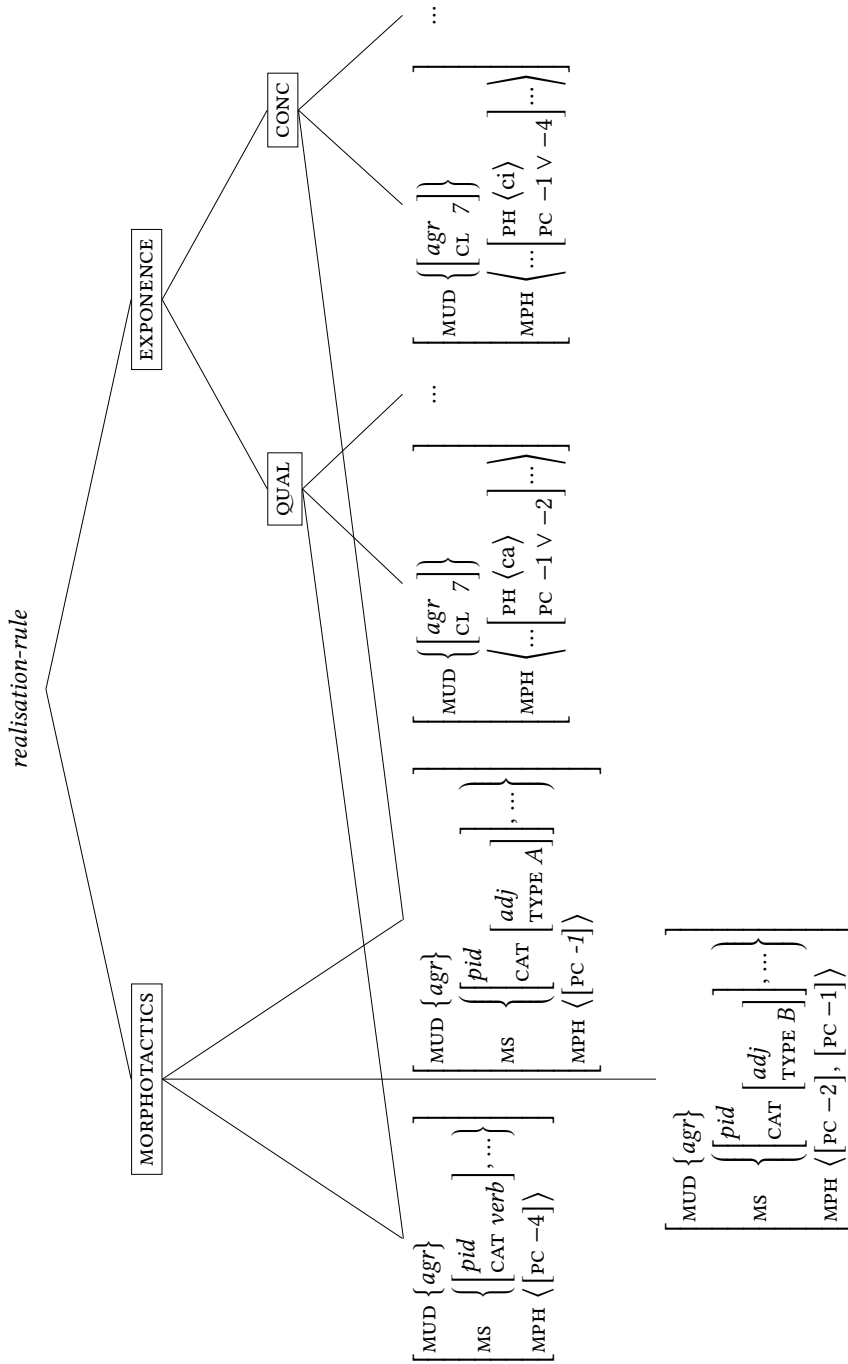 realisation-rule
MORPHOTACTICS
EXPONENCE
QUAL
CONC
[MUD {agr}
MS {[pid
CAT verb], …}
MPH ⟨[PC −4]⟩]
[MUD {agr}
MS {[pid
CAT [adj
TYPE A]], …}
MPH ⟨[PC -1]⟩]
[MUD {[agr
CL 7]}
MPH ⟨… [PH ⟨ca⟩
PC −1 ∨ −2] …⟩]
…
[MUD {[agr
CL 7]}
MPH ⟨… [PH ⟨ci⟩
PC −1 ∨ −4] …⟩]
…
[MUD {agr}
MS {[pid
CAT [adj
TYPE B]], …}
MPH ⟨[PC −2], [PC −1]⟩]